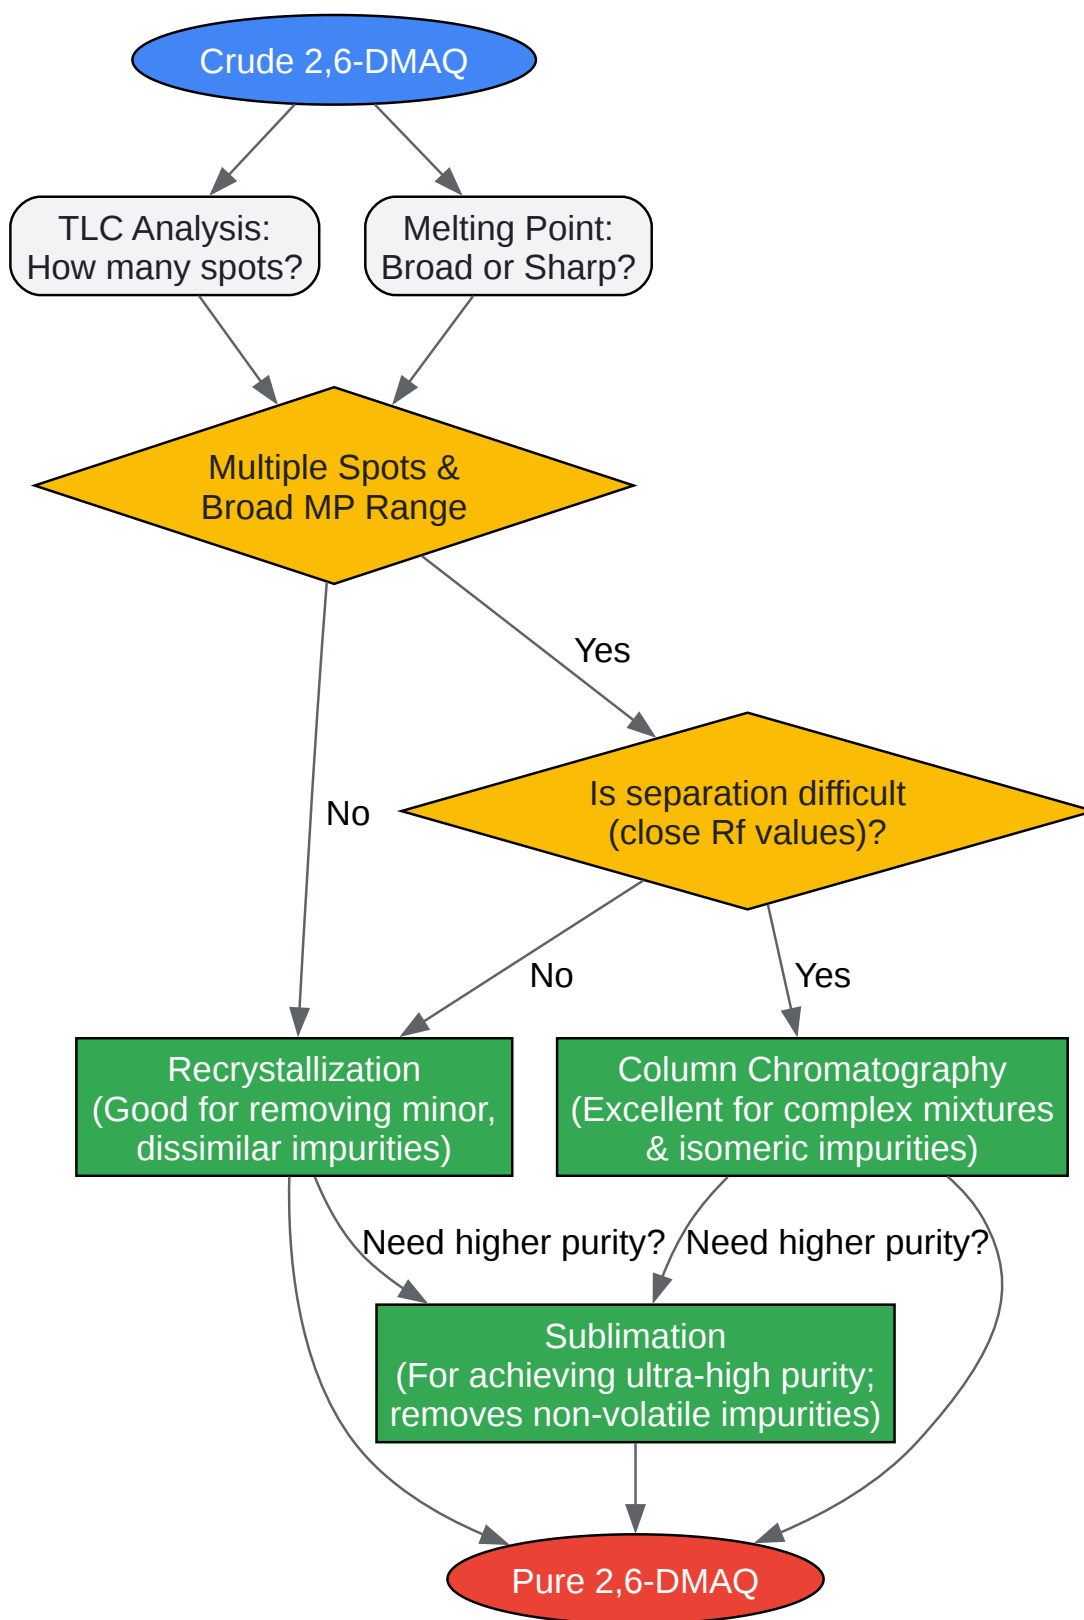 Crude 2,6-DMAQ
TLC Analysis:
How many spots?
Melting Point:
Broad or Sharp?
Multiple Spots &
Broad MP Range
Yes
Is separation difficult
(close Rf values)?
No
No
Yes
Recrystallization
(Good for removing minor,
dissimilar impurities)
Column Chromatography
(Excellent for complex mixtures
& isomeric impurities)
Need higher purity?
Need higher purity?
Sublimation
(For achieving ultra-high purity;
removes non-volatile impurities)
Pure 2,6-DMAQ